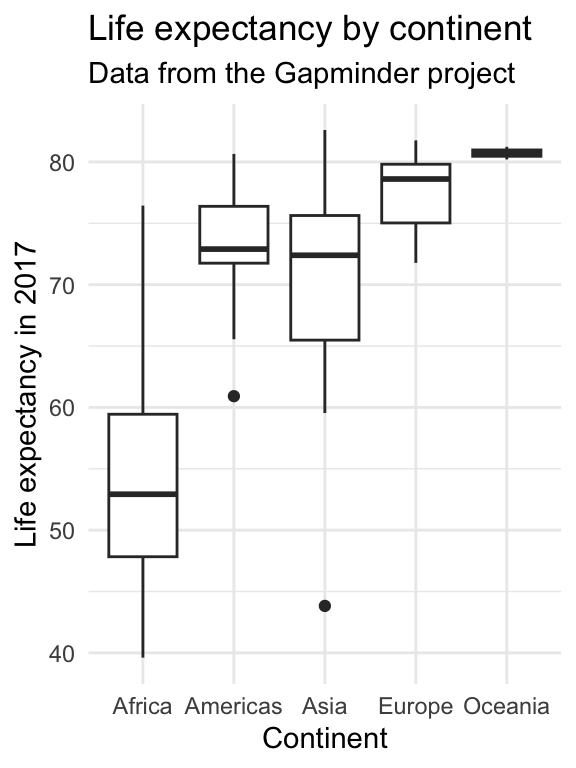 Life expectancy by continent
Data from the Gapminder project
Life expectancy in 2017
80
70
60
50
40
Africa Americas Asia Europe Oceania
Continent